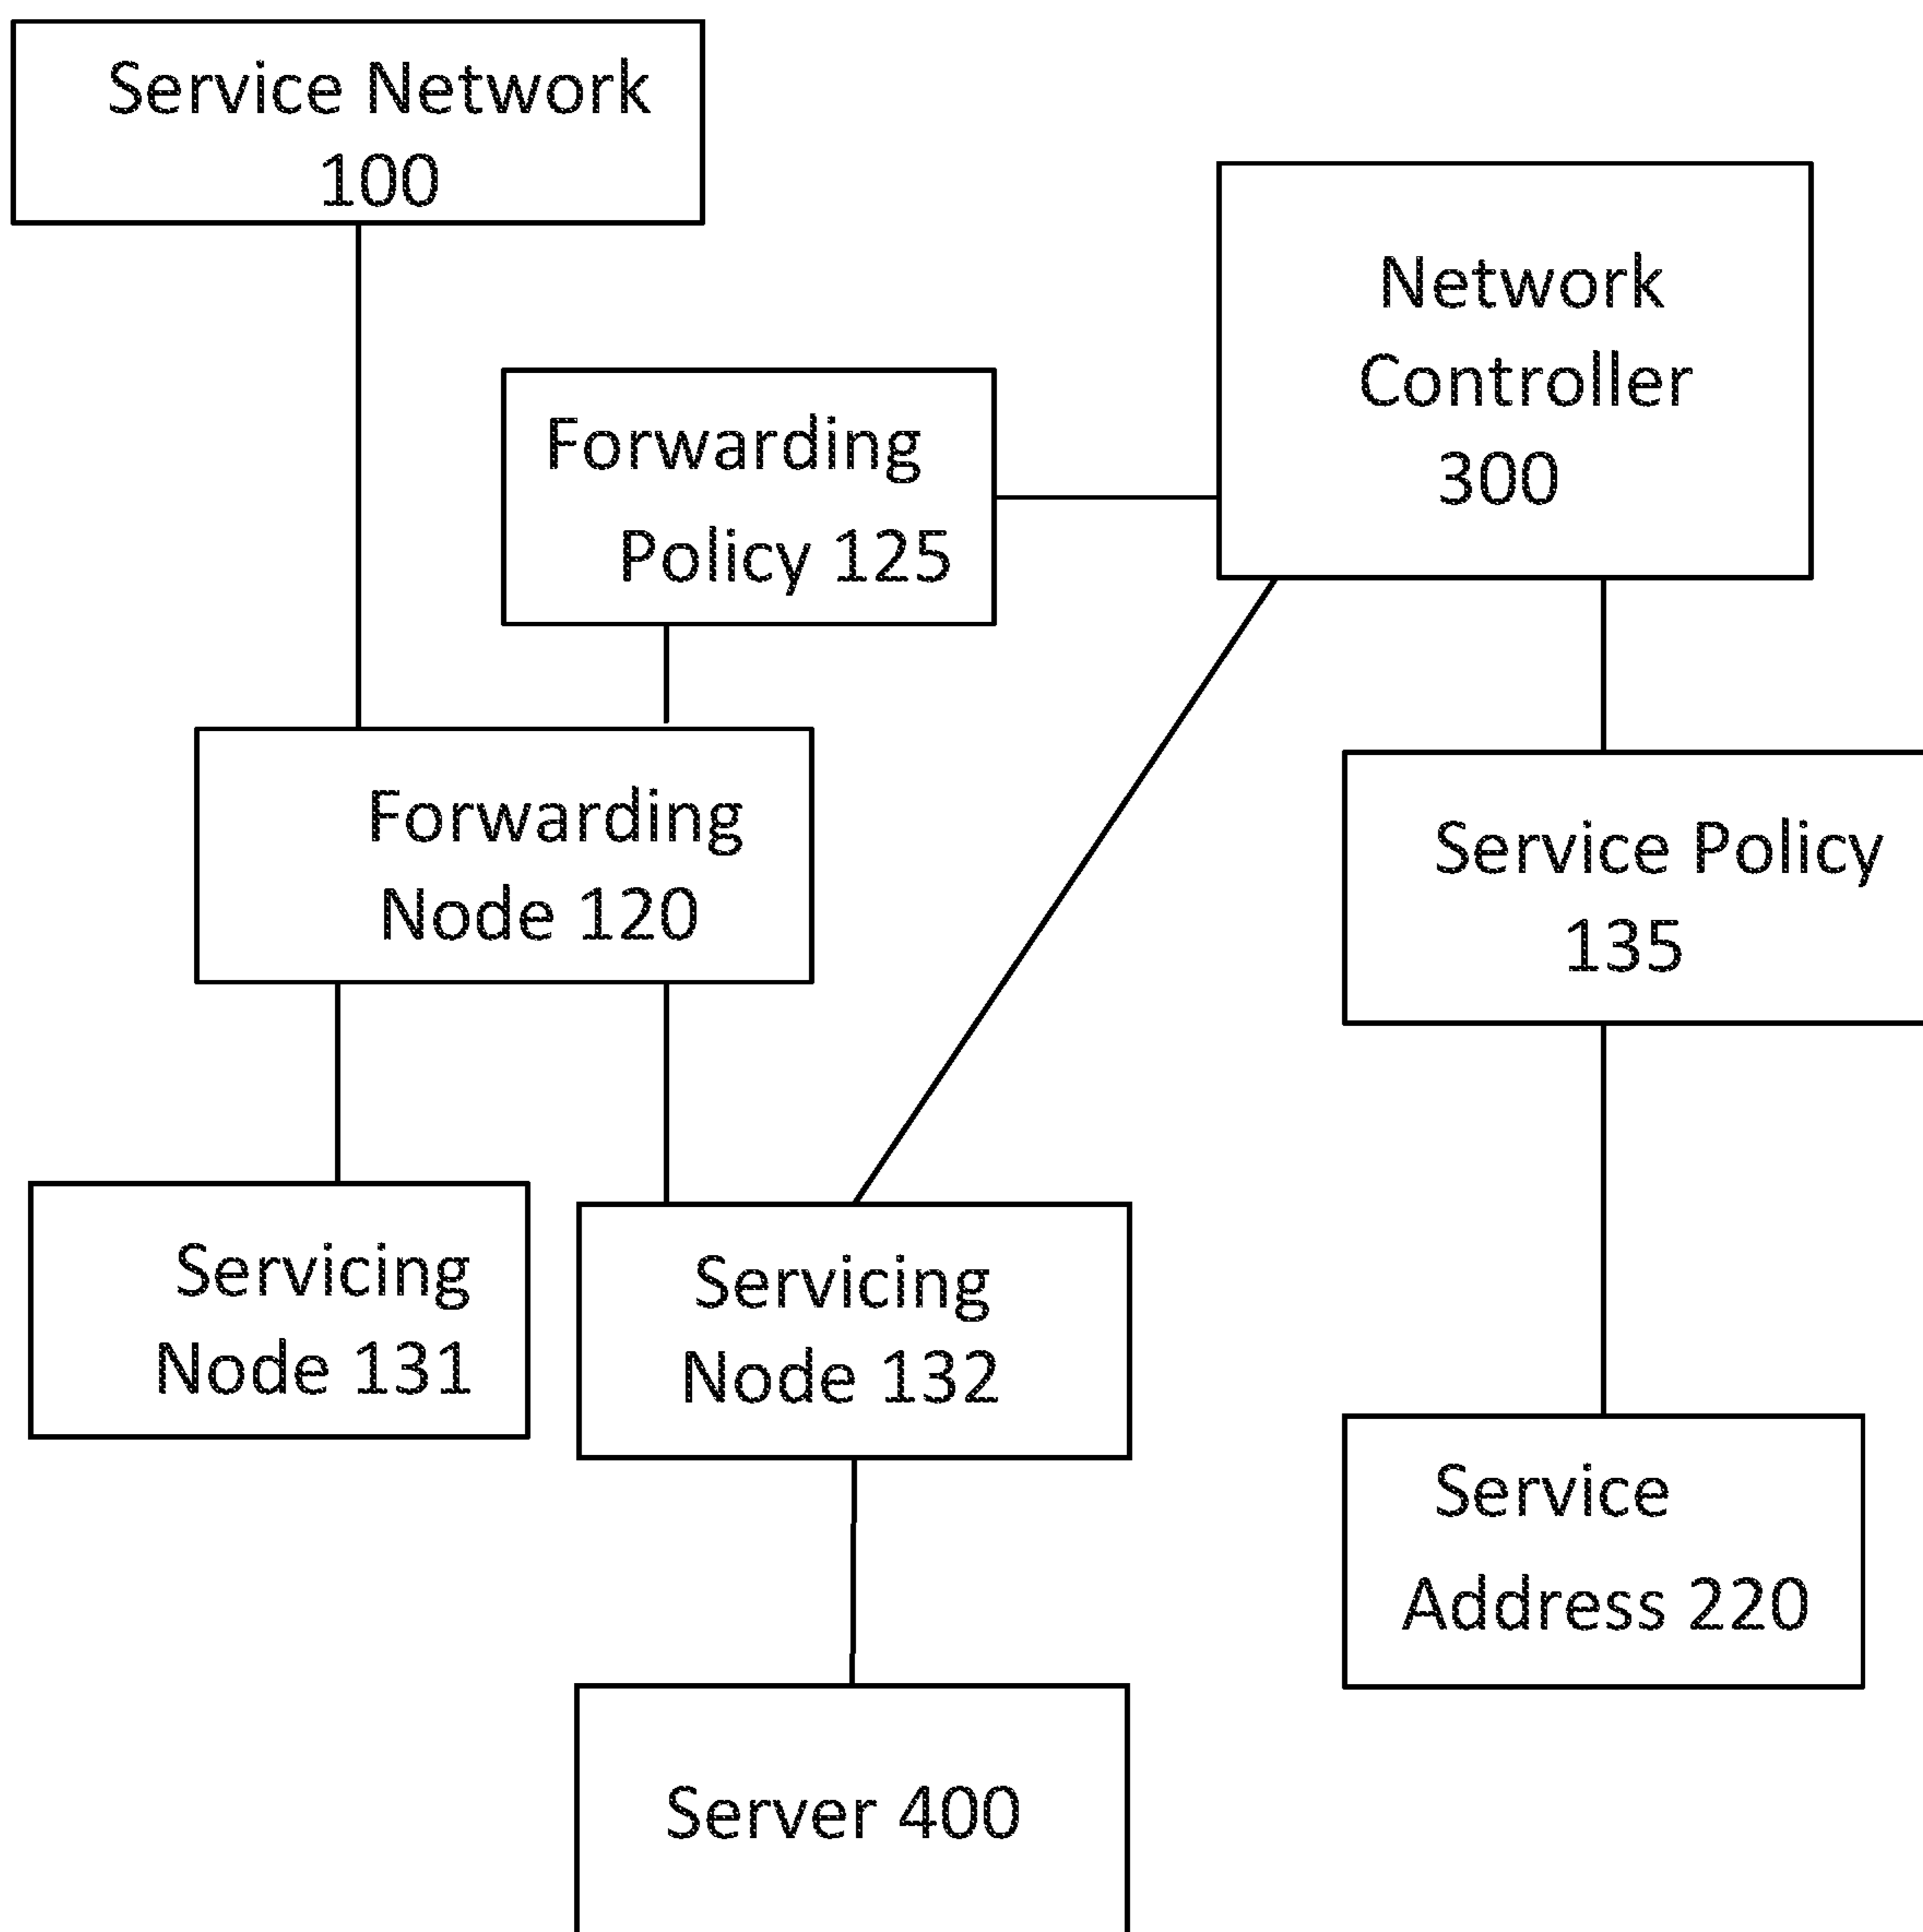 Service Network
100
Network
Controller
300
Forwarding
Policy 125
Forwarding
Node 120
Service Policy
135
Servicing
Node 131
Servicing
Node 132
Service
Address 220
Server 400